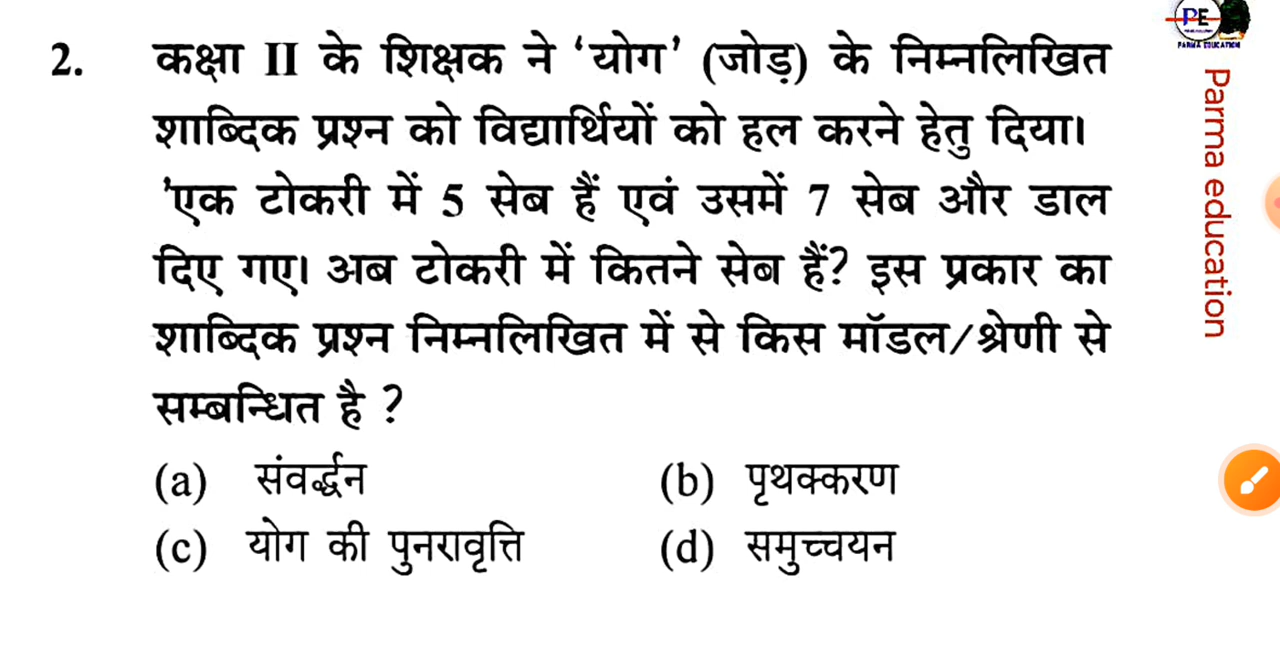 PE
PARMA EDUCATION
2. कक्षा II के शिक्षक ने ‘योग’ (जोड़) के निम्नलिखित
शाब्दिक प्रश्न को विद्यार्थियों को हल करने हेतु दिया।
'एक टोकरी में 5 सेब हैं एवं उसमें 7 सेब और डाल
दिए गए। अब टोकरी में कितने सेब हैं? इस प्रकार का
शाब्दिक प्रश्न निम्नलिखित में से किस मॉडल/श्रेणी से
सम्बन्धित है ?
(a) संवर्द्धन (b) पृथक्करण
(c) योग की पुनरावृत्ति (d) समुच्चयन
Parma education